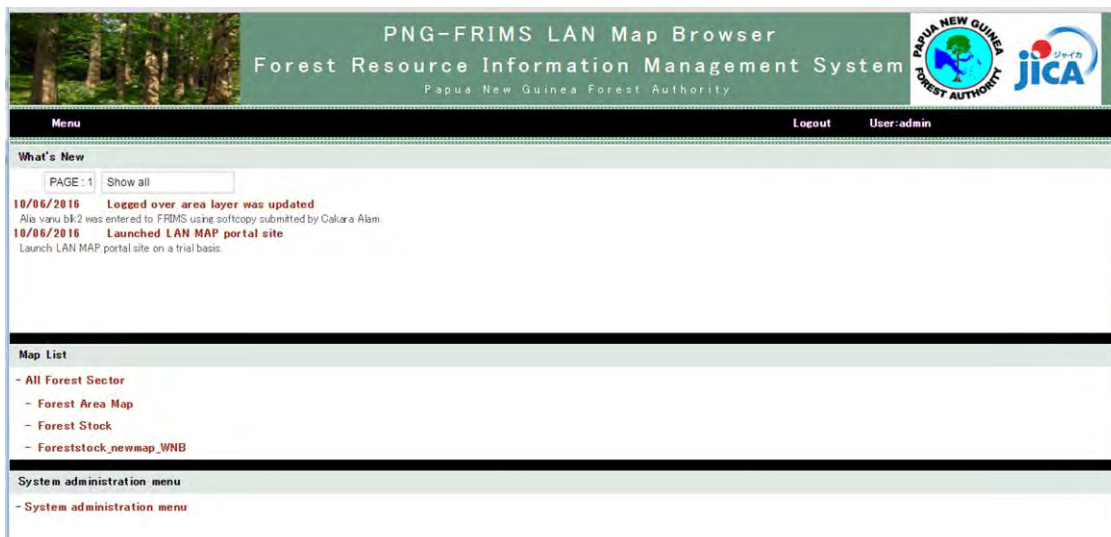 PNG-FRIMS LAN Map Browser
Forest Resource Information Management System
Papua New Guinea Forest Authority
PAPUA NEW GUINEA
FOREST AUTHORITY
ジャイカ
jICA
Menu
Logout User:admin
What's New
PAGE : 1 Show all
10/06/2016 Logged over area layer was updated
Alia vanu blk2 was entered to FRIMS using softcopy submitted by Cakara Alam.
10/06/2016 Launched LAN MAP portal site
Launch LAN MAP portal site on a trial basis.
Map List
- All Forest Sector
- Forest Area Map
- Forest Stock
- Foreststock_newmap_WNB
System administration menu
- System administration menu